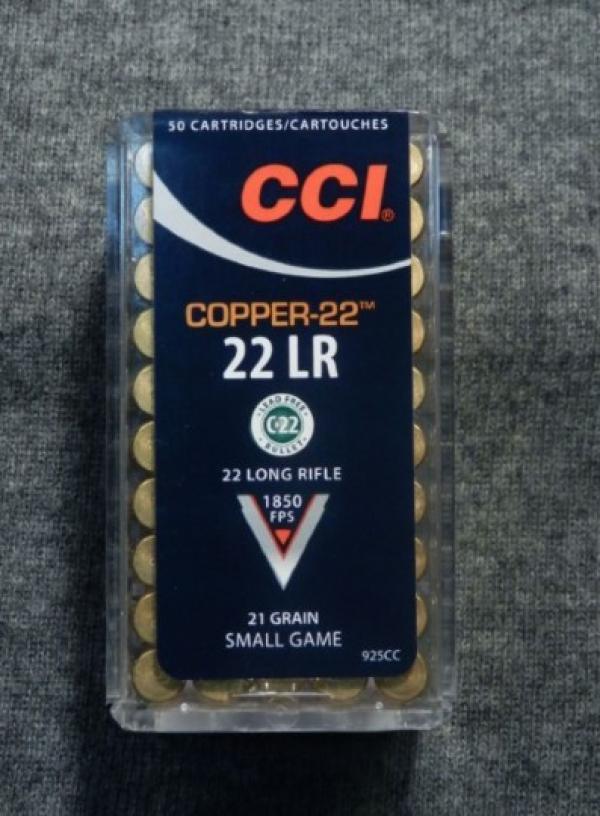 50 CARTRIDGES/CARTOUCHES
CCI®
COPPER-22™
22 LR
LEAD FREE
C-22
BULLET
22 LONG RIFLE
1850
FPS
21 GRAIN
SMALL GAME
925CC